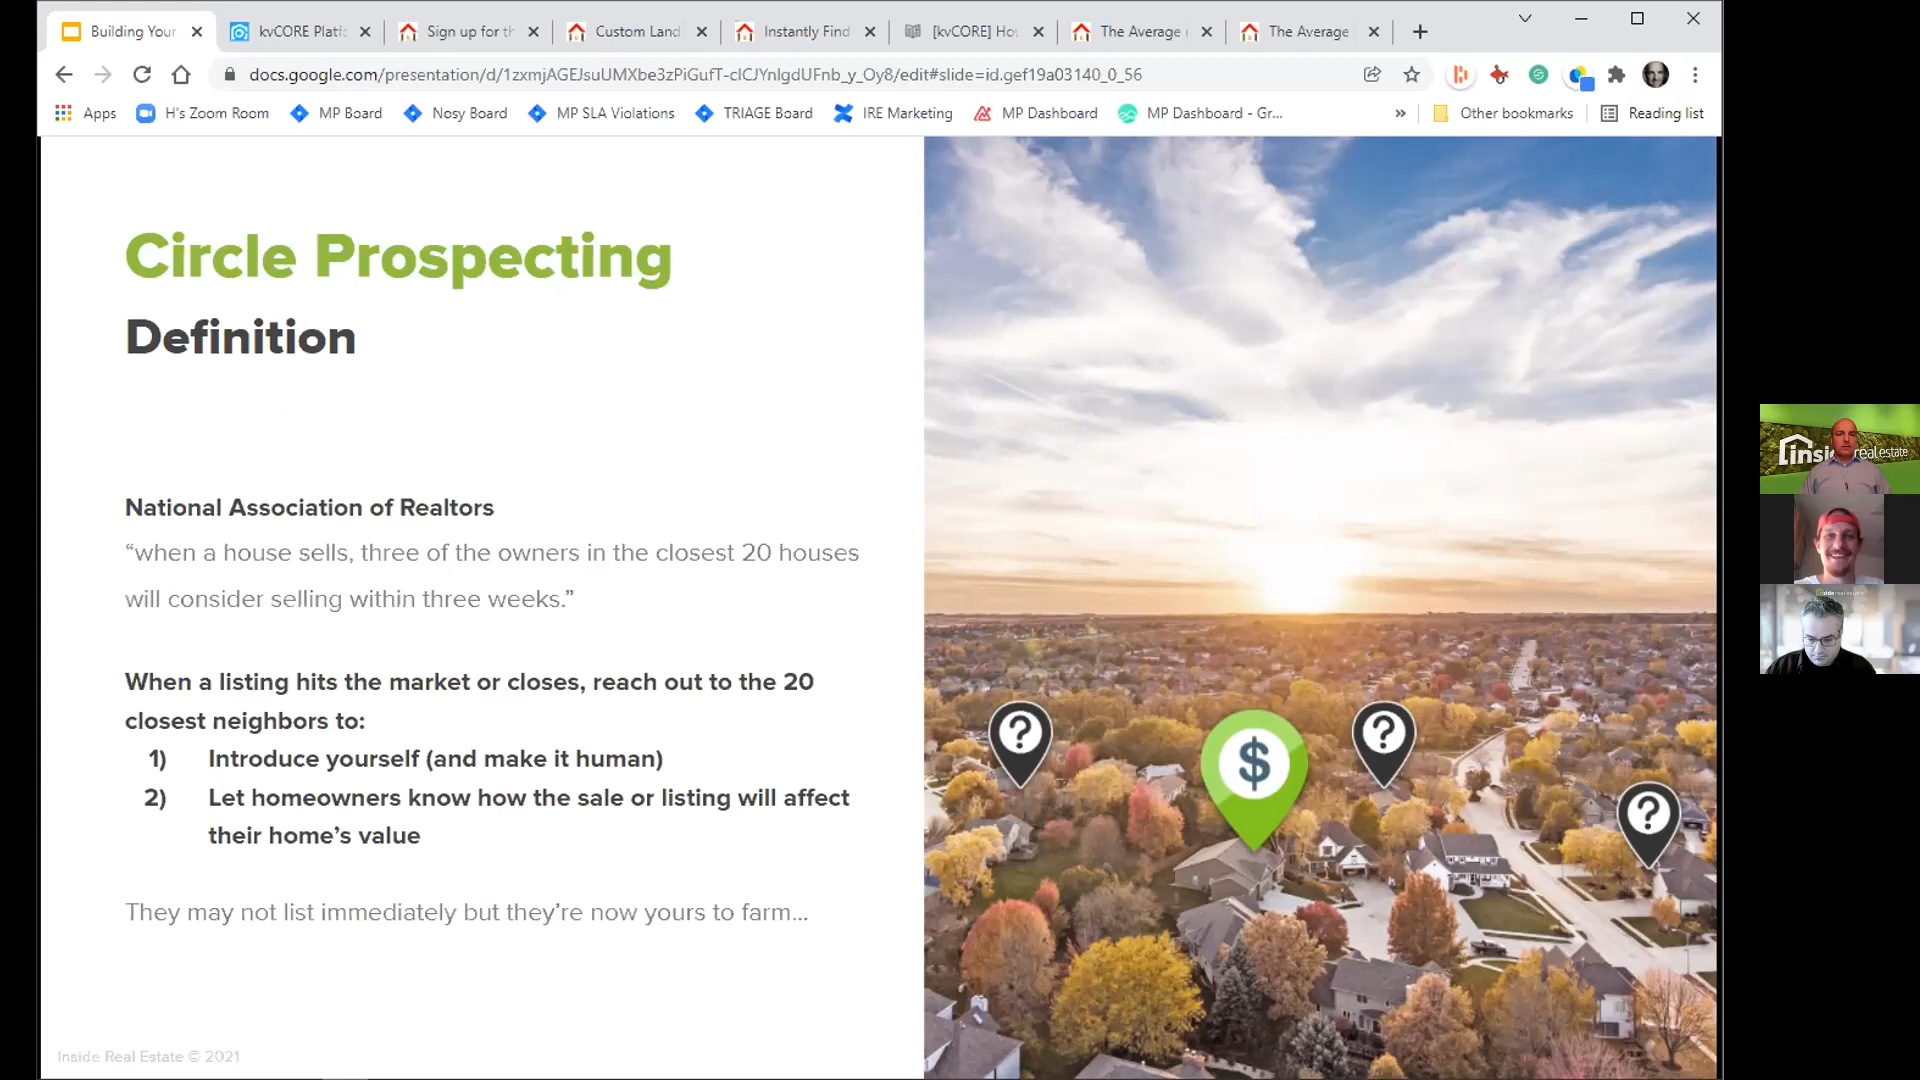 Building Your
kvCORE Platf
Sign up for th
Custom Land
Instantly Find
[kvCORE] Ho
The Average
The Average
docs.google.com/presentation/d/1zxmjAGEJsuUMXbe3zPiGufT-cICJYnlgdUFnb_y_Oy8/edit#slide=id.gef19a03140_0_56
Apps
H's Zoom Room
MP Board
Nosy Board
MP SLA Violations
TRIAGE Board
IRE Marketing
MP Dashboard
MP Dashboard - Gr...
»
Other bookmarks
Reading list
Circle Prospecting
Definition
National Association of Realtors
“when a house sells, three of the owners in the closest 20 houses
will consider selling within three weeks.”
When a listing hits the market or closes, reach out to the 20
closest neighbors to:
1) Introduce yourself (and make it human)
2) Let homeowners know how the sale or listing will affect
their home’s value
They may not list immediately but they’re now yours to farm...
Inside Real Estate © 2021
?
$
?
?
insi real estate
inside real estate